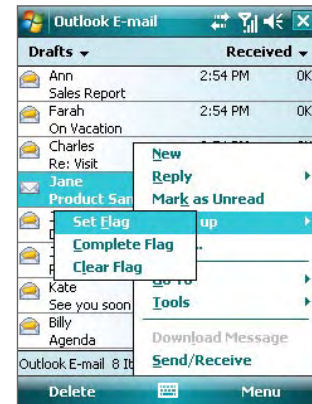 Outlook E-mail
Drafts Received
Ann 2:54 PM 0K
Sales Report
Farah 2:54 PM 0K
On Vacation
Charles
Re: Visit
Jane
Product San
Kate
See you soon
Billy
Agenda
Outlook E-mail 8 It
New
Reply
Mark as Unread
up
...
Tools
Download Message
Send/Receive
Set Flag
Complete Flag
Clear Flag
Delete Menu